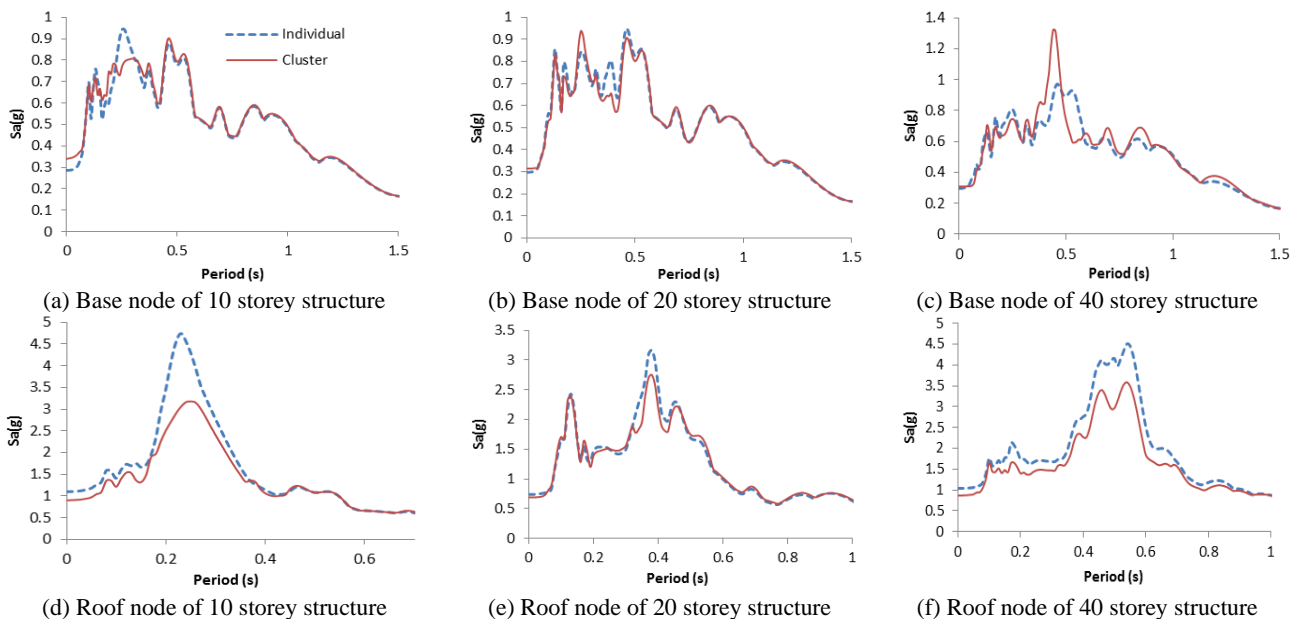 1
0.9
0.8
0.7
0.6
0.5
0.4
0.3
0.2
0.1
0
Sa(g)
Individual
Cluster
0 0.5 1 1.5
Period (s)
(a) Base node of 10 storey structure
1
0.9
0.8
0.7
0.6
0.5
0.4
0.3
0.2
0.1
0
Sa(g)
0 0.5 1 1.5
Period (s)
(b) Base node of 20 storey structure
1.4
1.2
1
0.8
0.6
0.4
0.2
0
Sa(g)
0 0.5 1 1.5
Period (s)
(c) Base node of 40 storey structure
5
4.5
4
3.5
3
2.5
2
1.5
1
0.5
0
Sa(g)
0 0.2 0.4 0.6
Period (s)
(d) Roof node of 10 storey structure
3.5
3
2.5
2
1.5
1
0.5
0
Sa(g)
0 0.2 0.4 0.6 0.8 1
Period (s)
(e) Roof node of 20 storey structure
5
4.5
4
3.5
3
2.5
2
1.5
1
0.5
0
Sa(g)
0 0.2 0.4 0.6 0.8 1
Period (s)
(f) Roof node of 40 storey structure